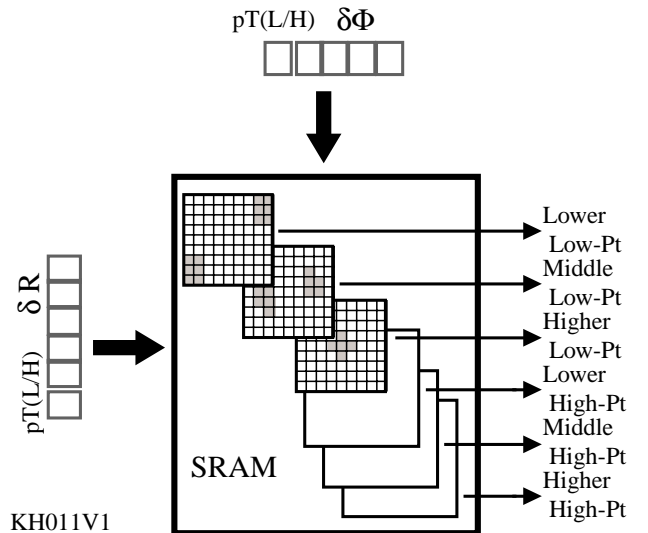 pT(L/H) δΦ
Lower
Low-Pt
Middle
Low-Pt
Higher
Low-Pt
Lower
High-Pt
Middle
High-Pt
Higher
High-Pt
pT(L/H) δ R
SRAM
KH011V1